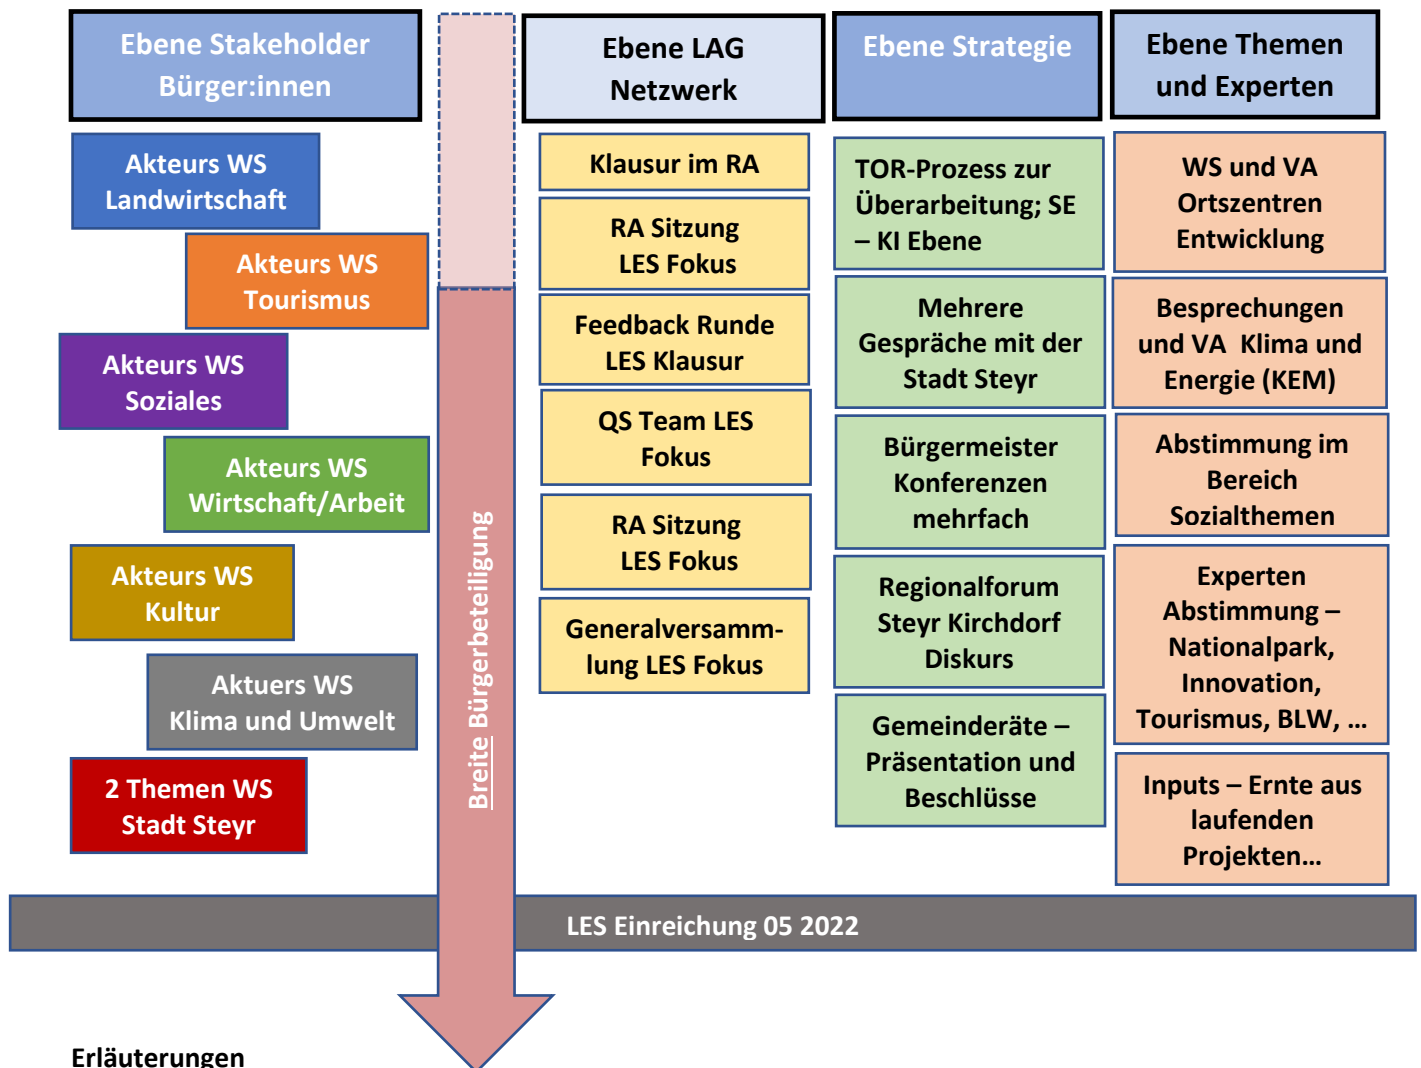 Ebene Stakeholder
Bürger:innen
Akteurs WS
Landwirtschaft
Akteurs WS
Tourismus
Akteurs WS
Soziales
Akteurs WS
Wirtschaft/Arbeit
Akteurs WS
Kultur
Aktuers WS
Klima und Umwelt
2 Themen WS
Stadt Steyr
Breite Bürgerbeteiligung
Ebene LAG
Netzwerk
Klausur im RA
RA Sitzung
LES Fokus
Feedback Runde
LES Klausur
QS Team LES
Fokus
RA Sitzung
LES Fokus
Generalversamm-
lung LES Fokus
Ebene Strategie
TOR-Prozess zur
Überarbeitung; SE
– KI Ebene
Mehrere
Gespräche mit der
Stadt Steyr
Bürgermeister
Konferenzen
mehrfach
Regionalforum
Steyr Kirchdorf
Diskurs
Gemeinderäte –
Präsentation und
Beschlüsse
Ebene Themen
und Experten
WS und VA
Ortszentren
Entwicklung
Besprechungen
und VA Klima und
Energie (KEM)
Abstimmung im
Bereich
Sozialthemen
Experten
Abstimmung –
Nationalpark,
Innovation,
Tourismus, BLW, …
Inputs – Ernte aus
laufenden
Projekten…
LES Einreichung 05 2022
Erläuterungen